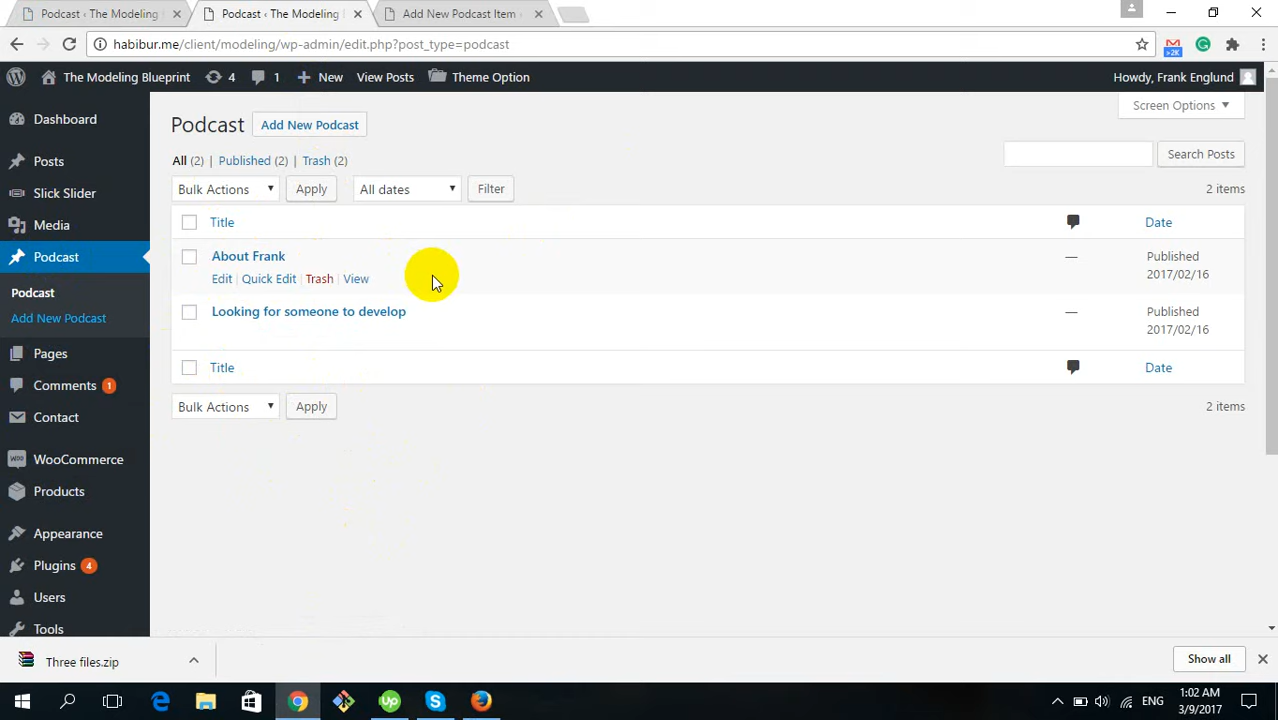 Podcast ‹ The Modeling
Podcast ‹ The Modeling
Add New Podcast Item
habibur.me/client/modeling/wp-admin/edit.php?post_type=podcast
>2K
The Modeling Blueprint
4
1
New
View Posts
Theme Option
Howdy, Frank Englund
Screen Options
Dashboard
Posts
Slick Slider
Media
Podcast
Podcast
Add New Podcast
Pages
Comments 1
Contact
WOO WooCommerce
Products
Appearance
Plugins 4
Users
Tools
Podcast Add New Podcast
All (2) | Published (2) | Trash (2)
Search Posts
Bulk Actions Apply All dates Filter 2 items
Title Date
About Frank — Published
Edit | Quick Edit | Trash | View 2017/02/16
Looking for someone to develop — Published
2017/02/16
Title Date
Bulk Actions Apply 2 items
Three files.zip
Show all
Up
ENG
1:02 AM
3/9/2017